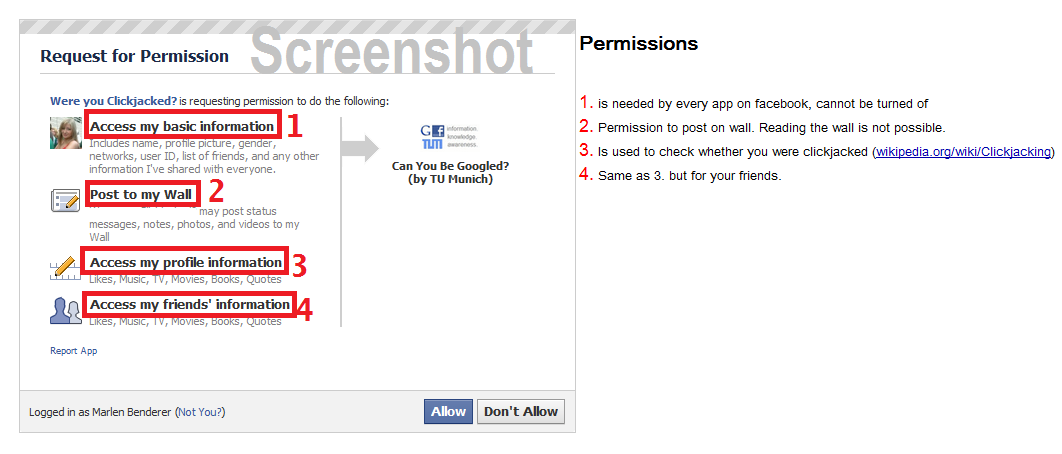 Screenshot
Request for Permission
Were you Clickjacked? is requesting permission to do the following:
Access my basic information 1
Includes name, profile picture, gender,
networks, user ID, list of friends, and any other
information I've shared with everyone.
Post to my Wall 2
may post status
messages, notes, photos, and videos to my
Wall
Access my profile information 3
Likes, Music, TV, Movies, Books, Quotes
Access my friends' information 4
Likes, Music, TV, Movies, Books, Quotes
Report App
information.
knowledge.
awareness.
TUM
Can You Be Googled?
(by TU Munich)
Logged in as Marlen Benderer (Not You?)
Allow
Don't Allow
Permissions
1. is needed by every app on facebook, cannot be turned of
2. Permission to post on wall. Reading the wall is not possible.
3. Is used to check whether you were clickjacked (wikipedia.org/wiki/Clickjacking)
4. Same as 3. but for your friends.